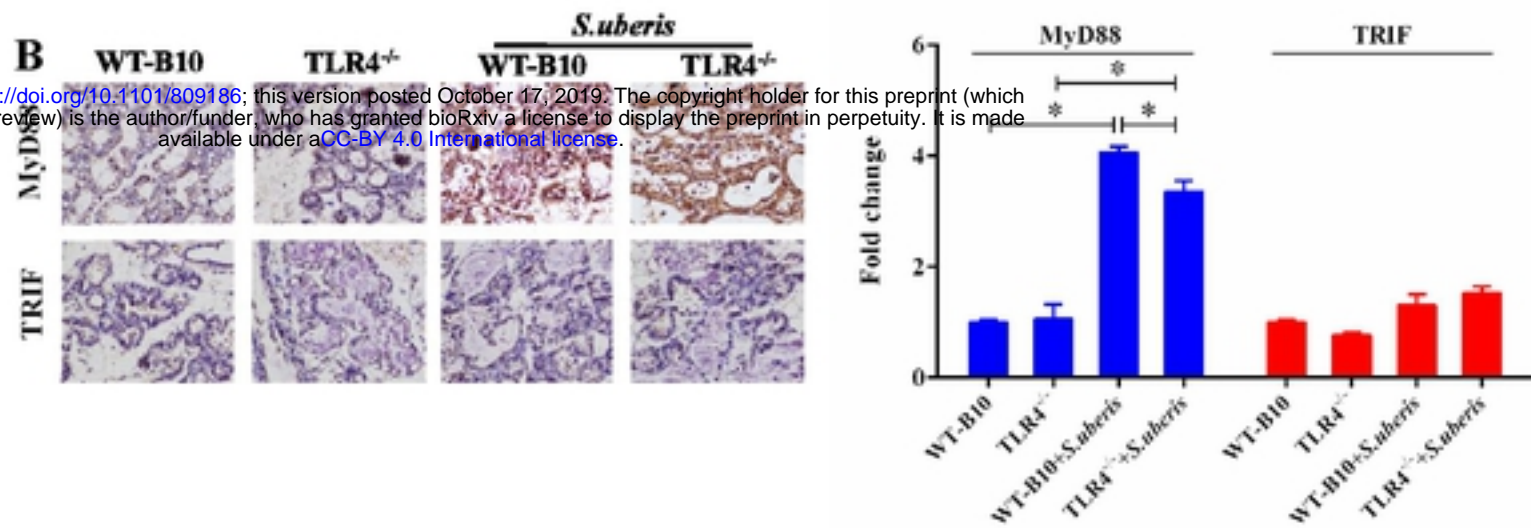 S.uberis
B WT-B10 TLR4-/- WT-B10 TLR4-/-
://doi.org/10.1101/809186; this version posted October 17, 2019. The copyright holder for this preprint (which
review) is the author/funder, who has granted bioRxiv a license to display the preprint in perpetuity. It is made
available under aCC-BY 4.0 International license.
MyD88
TRIF
MyD88 TRIF
*
* *
Fold change
6
4
2
0
WT-B10
TLR4-/-
WT-B10+S.uberis
TLR4-/-+S.uberis
WT-B10
TLR4-/-
WT-B10+S.uberis
TLR4-/-+S.uberis